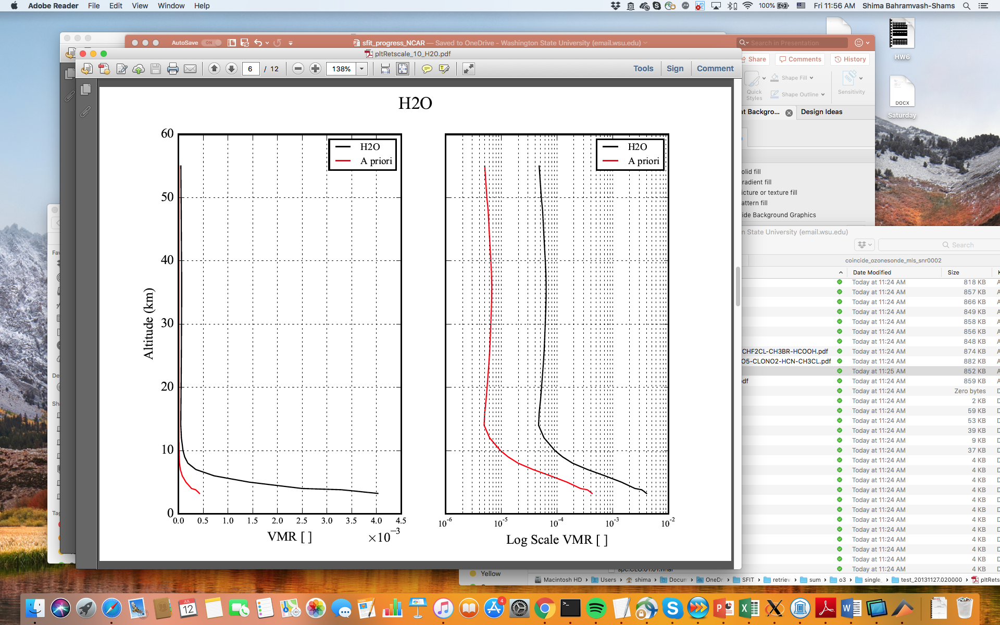 Adobe Reader File Edit View Window Help
100% Fri 11:56 AM Shima Bahramvash-Shams
AutoSave ON
sfit_progress_NCAR — Saved to OneDrive - Washington State University (email.wsu.edu)
Search in Presentation
HW6
pltRetscale_10_H20.pdf
Share Comments History
6 / 12 138%
Tools Sign Comment
Quick Styles
Shape Fill
Shape Outline
Sensitivity
DOCX
Saturday
Design Ideas
H2O
60
50
40
30
20
10
0
Altitude (km)
H2O
A priori
0.0 0.5 1.0 1.5 2.0 2.5 3.0 3.5 4.0 4.5
VMR [ ]
×10⁻³
H2O
A priori
10⁻⁶ 10⁻⁵ 10⁻⁴ 10⁻³ 10⁻²
Log Scale VMR [ ]
olid fill
radient fill
icture or texture fill
attern fill
ide Background Graphics
n State University (email.wsu.edu)
Search
coincide_ozonesonde_mls_snr0002
Date Modified Size
Today at 11:24 AM 818 KB
Today at 11:24 AM 857 KB
Today at 11:24 AM 866 KB
Today at 11:24 AM 849 KB
Today at 11:24 AM 858 KB
Today at 11:24 AM 856 KB
Today at 11:24 AM 848 KB
CHF2CL-CH3BR-HCOOH.pdf Today at 11:24 AM 874 KB
O5-CLONO2-HCN-CH3CL.pdf Today at 11:24 AM 882 KB
Today at 11:25 AM 852 KB
df Today at 11:24 AM 859 KB
Today at 11:24 AM Zero bytes
Today at 11:24 AM 2 KB
Today at 11:24 AM 59 KB
Today at 11:24 AM 53 KB
Today at 11:24 AM 39 KB
Today at 11:24 AM 9 KB
Today at 11:24 AM 37 KB
Today at 11:24 AM 4 KB
Today at 11:24 AM 4 KB
Today at 11:24 AM 4 KB
Today at 11:24 AM 4 KB
Today at 11:24 AM 4 KB
Today at 11:24 AM 4 KB
Today at 11:24 AM 4 KB
Today at 11:24 AM 4 KB
Today at 11:24 AM 4 KB
Today at 11:24 AM 4 KB
Today at 11:24 AM 4 KB
Today at 11:24 AM 4 KB
Yellow
Macintosh HD › Users › shima › Docum › OneDr › SFIT › retriev › sum › o3 › single_ › test_20131127.020000 › pltRets
JUL
12
4